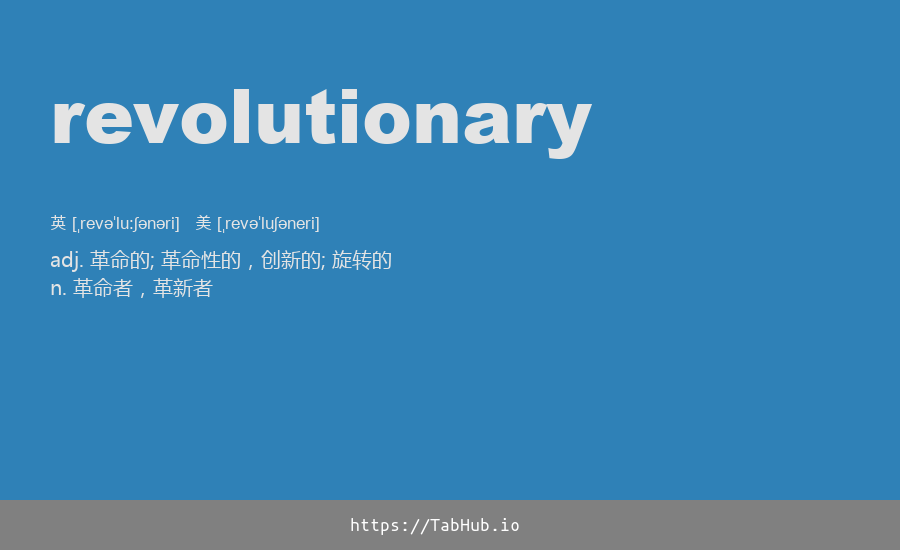 revolutionary
英 [ˌrevəˈluːʃənəri] 美 [ˌrevəˈluʃəneri]
adj. 革命的; 革命性的，创新的; 旋转的
n. 革命者，革新者
https://TabHub.io